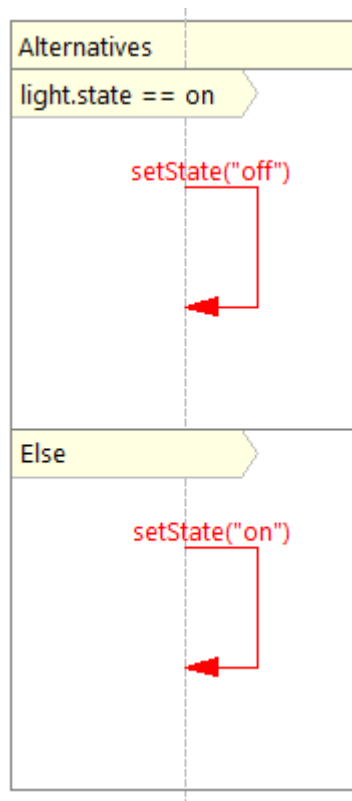 Alternatives
light.state == on
setState("off")
Else
setState("on")